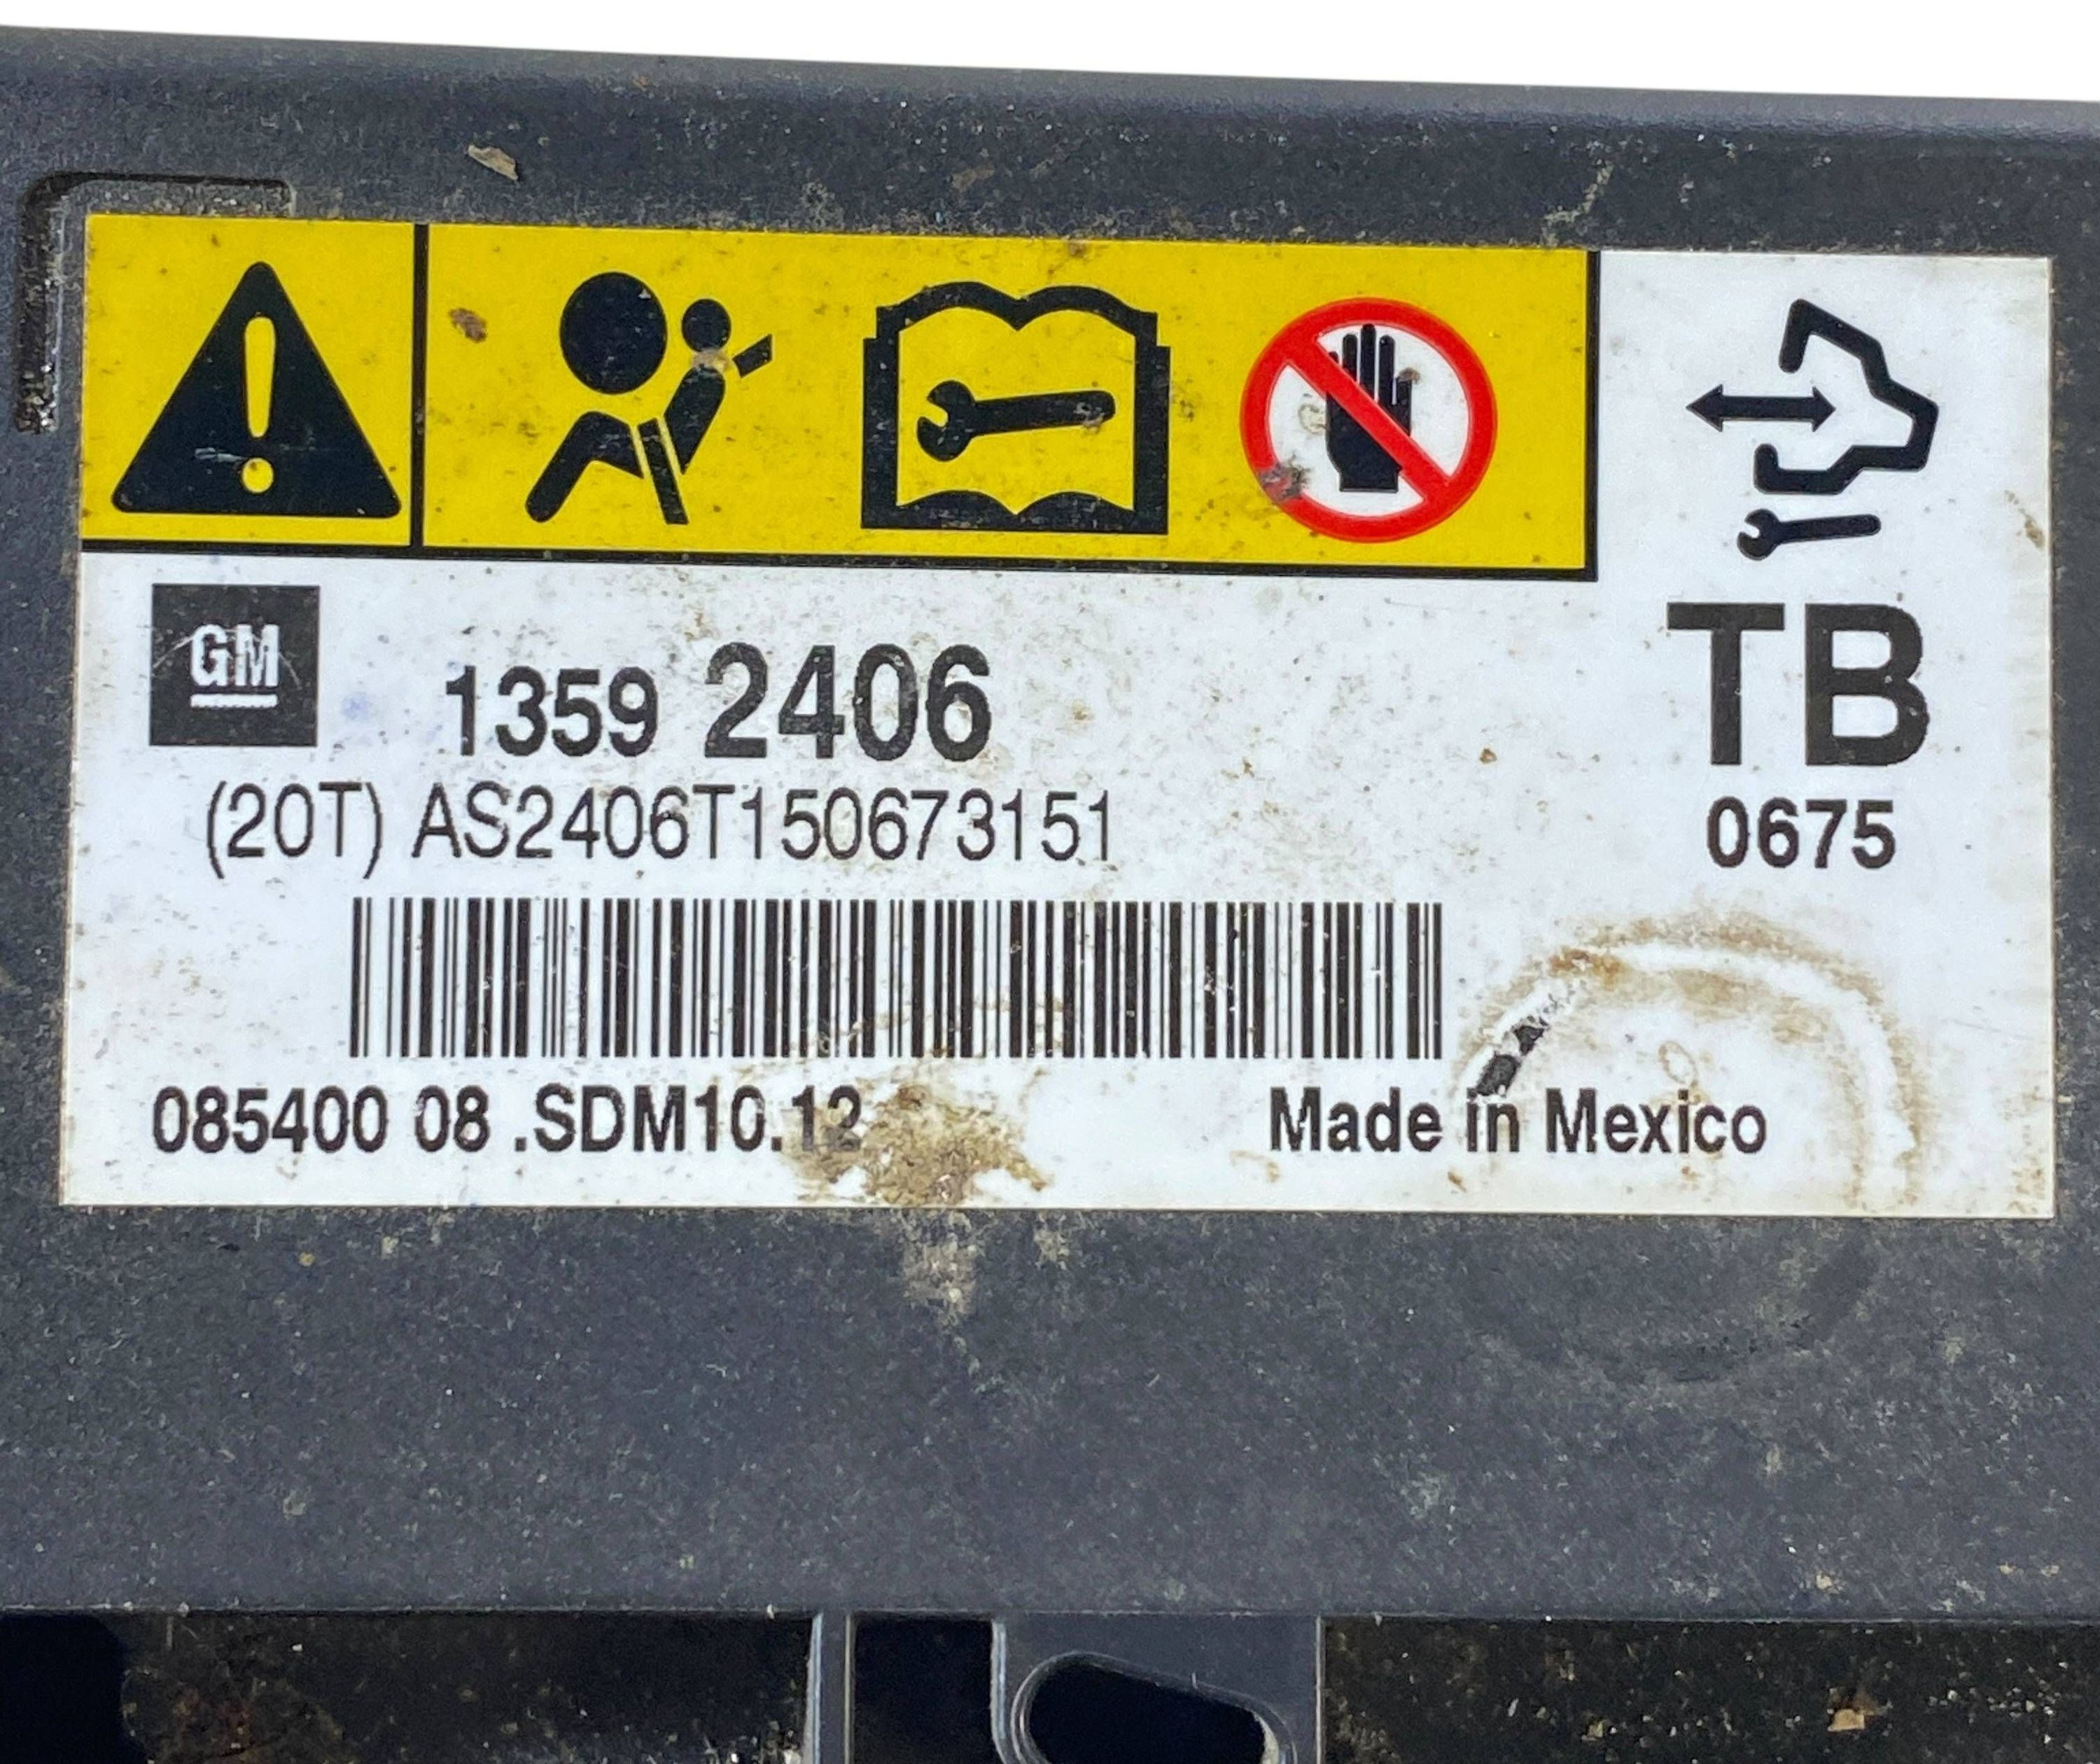 GM
1359 2406
TB
(20T) AS2406T150673151
0675
085400 08 .SDM10.12
Made in Mexico